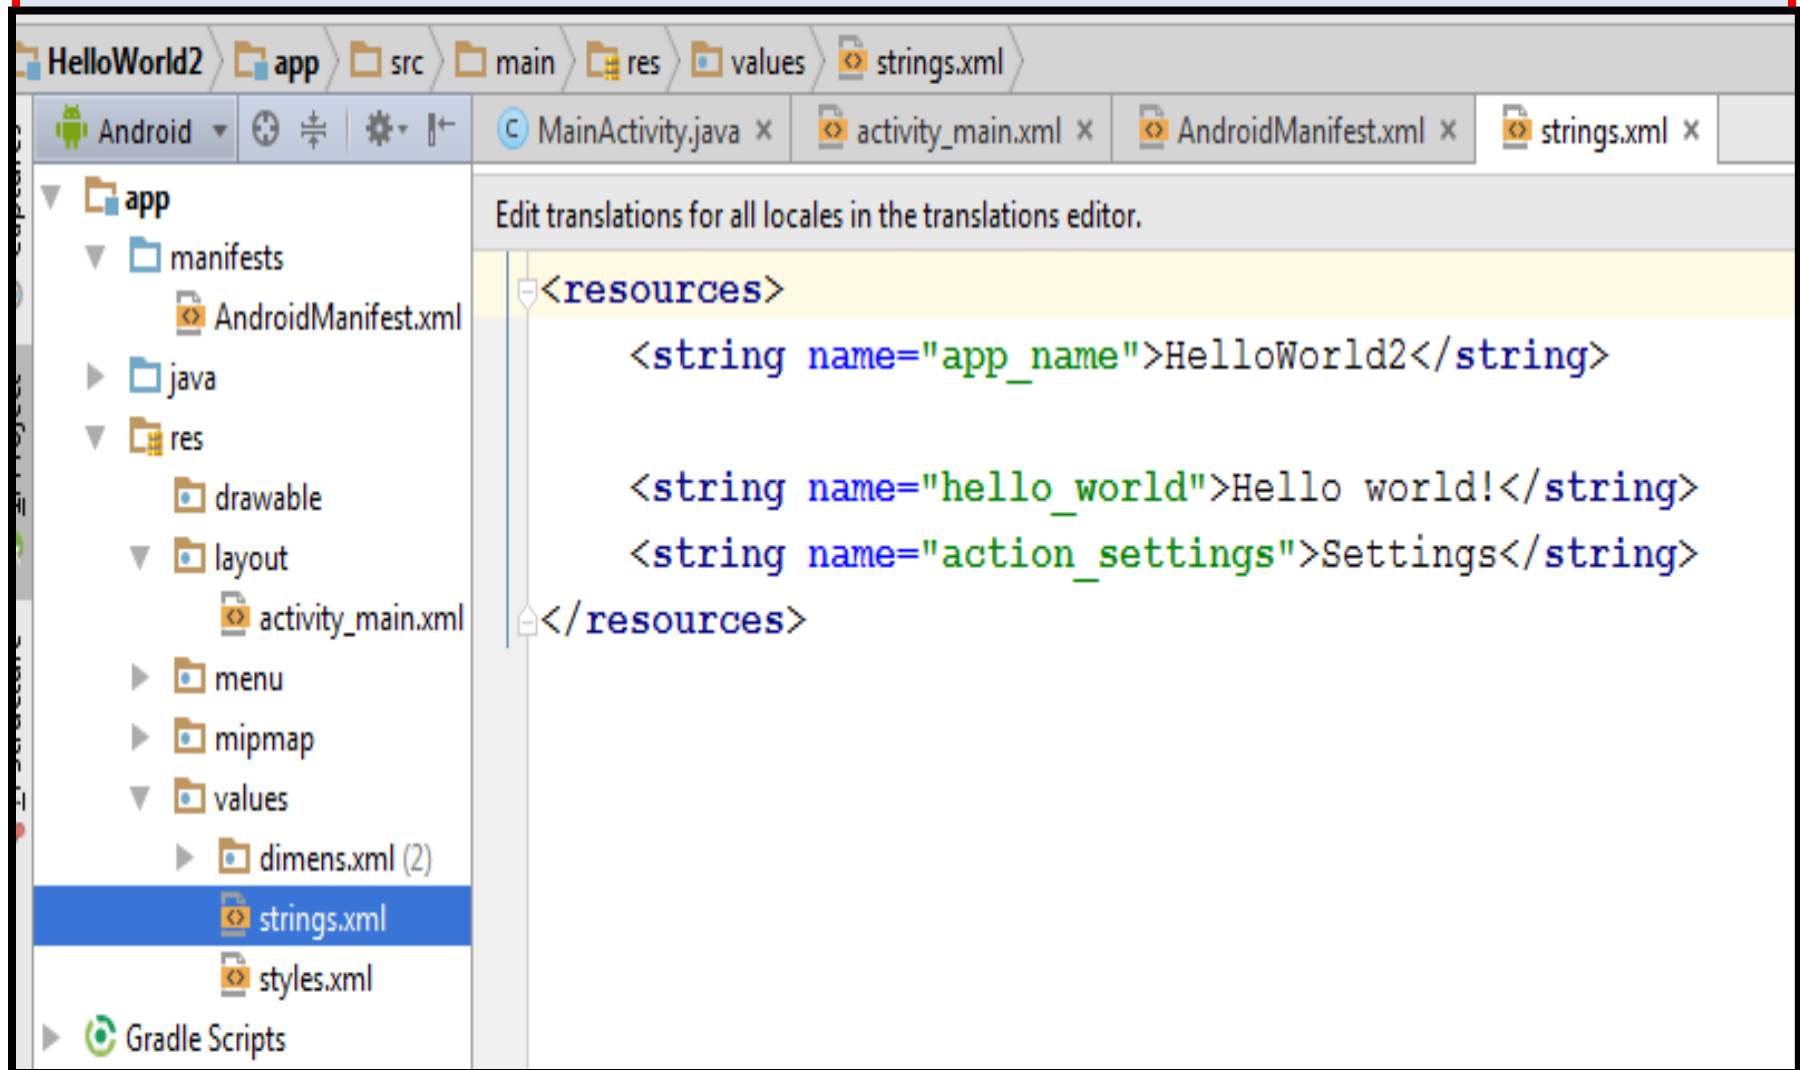 HelloWorld2 app src main res values strings.xml
Android MainActivity.java activity_main.xml AndroidManifest.xml strings.xml
app
manifests
AndroidManifest.xml
java
res
drawable
layout
activity_main.xml
menu
mipmap
values
dimens.xml (2)
strings.xml
styles.xml
Gradle Scripts
Edit translations for all locales in the translations editor.
<resources>
<string name="app_name">HelloWorld2</string>
<string name="hello_world">Hello world!</string>
<string name="action_settings">Settings</string>
</resources>